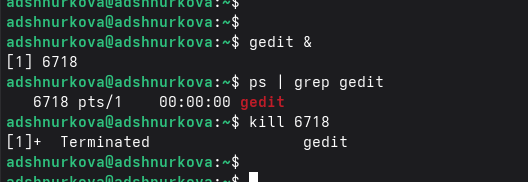 adshnurkova@adshnurkova:~$
adshnurkova@adshnurkova:~$
adshnurkova@adshnurkova:~$ gedit &
[1] 6718
adshnurkova@adshnurkova:~$ ps | grep gedit
   6718 pts/1    00:00:00 gedit
adshnurkova@adshnurkova:~$ kill 6718
[1]+  Terminated                 gedit
adshnurkova@adshnurkova:~$
adshnurkova@adshnurkova:~$